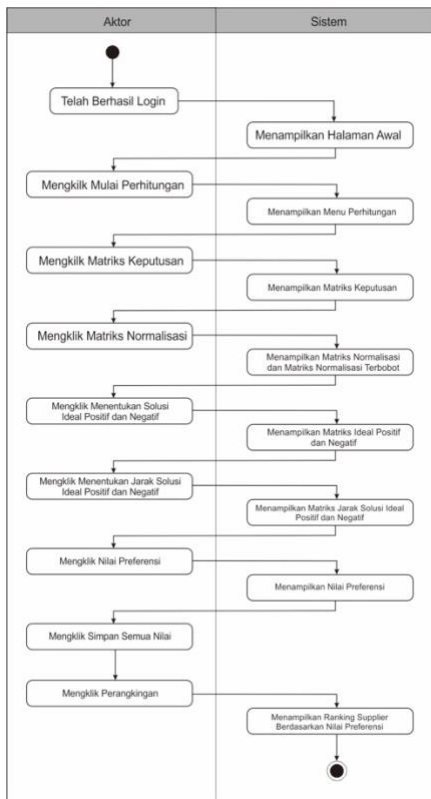 Aktor
Sistem
Telah Berhasil Login
Menampilkan Halaman Awal
Mengkilk Mulai Perhitungan
Menampilkan Menu Perhitungan
Mengkilk Matriks Keputusan
Menampilkan Matriks Keputusan
Mengklik Matriks Normalisasi
Menampilkan Matriks Normalisasi
dan Matriks Normalisasi Terbobot
Mengklik Menentukan Solusi
Ideal Positif dan Negatif
Menampilkan Matriks Ideal Positif
dan Negatif
Mengklik Menentukan Jarak Solusi
Ideal Positif dan Negatif
Menampilkan Matriks Jarak Solusi Ideal
Positif dan Negatif
Mengklik Nilai Preferensi
Menampilkan Nilai Preferensi
Mengklik Simpan Semua Nilai
Mengklik Perangkingan
Menampilkan Ranking Supplier
Berdasarkan Nilai Preferensi